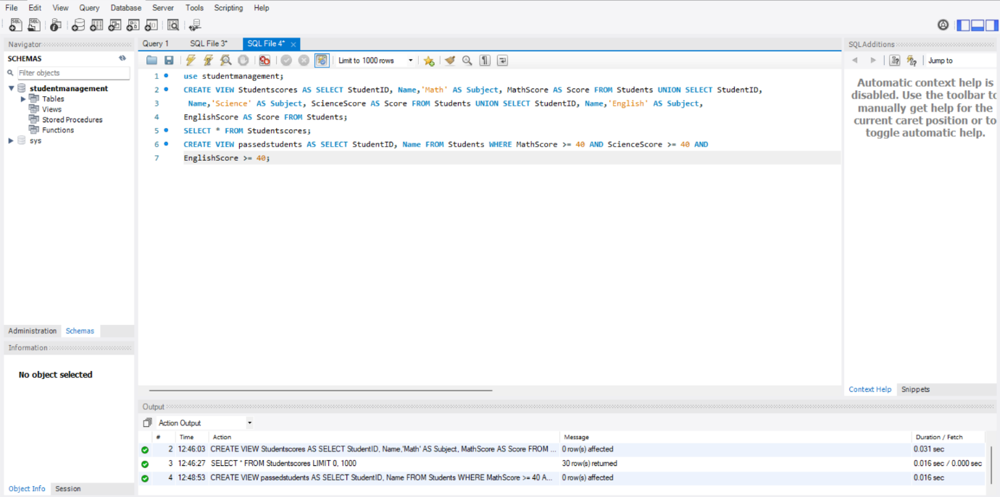 File Edit View Query Database Server Tools Scripting Help
Navigator
SCHEMAS
Filter objects
studentmanagement
Tables
Views
Stored Procedures
Functions
sys
Administration Schemas
Information
No object selected
Object Info Session
Query 1 SQL File 3* SQL File 4* ×
Limit to 1000 rows
1 use studentmanagement;
2 CREATE VIEW Studentscores AS SELECT StudentID, Name,'Math' AS Subject, MathScore AS Score FROM Students UNION SELECT StudentID,
3 Name,'Science' AS Subject, ScienceScore AS Score FROM Students UNION SELECT StudentID, Name,'English' AS Subject,
4 EnglishScore AS Score FROM Students;
5 SELECT * FROM Studentscores;
6 CREATE VIEW passedstudents AS SELECT StudentID, Name FROM Students WHERE MathScore >= 40 AND ScienceScore >= 40 AND
7 EnglishScore >= 40;
SQLAdditions
Jump to
Automatic context help is
disabled. Use the toolbar to
manually get help for the
current caret position or to
toggle automatic help.
Context Help Snippets
Output
Action Output
# Time Action Message Duration / Fetch
2 12:46:03 CREATE VIEW Studentscores AS SELECT StudentID, Name,'Math' AS Subject, MathScore AS Score FROM ... 0 row(s) affected 0.031 sec
3 12:46:27 SELECT * FROM Studentscores LIMIT 0, 1000 30 row(s) returned 0.016 sec / 0.000 sec
4 12:48:53 CREATE VIEW passedstudents AS SELECT StudentID, Name FROM Students WHERE MathScore >= 40 A... 0 row(s) affected 0.016 sec